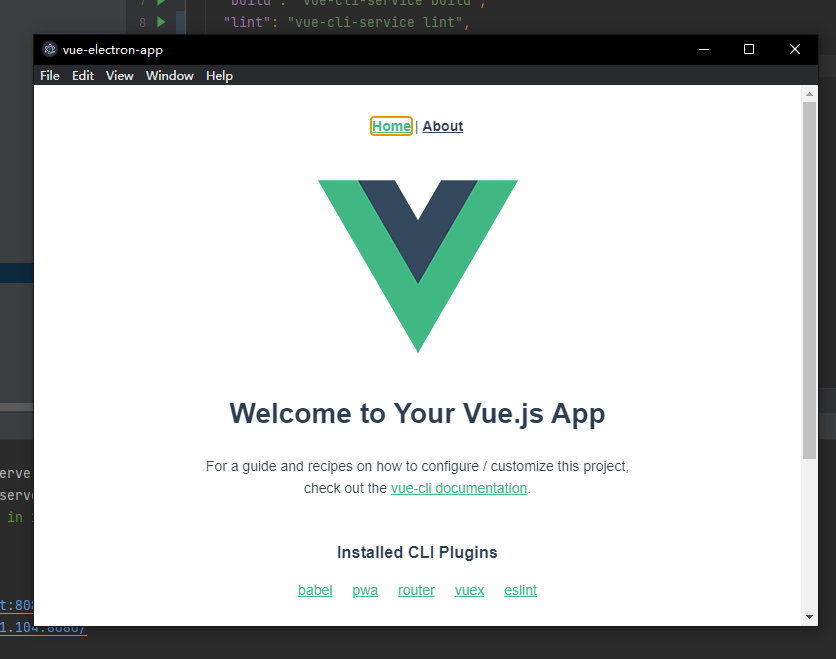 7 "build": "vue-cli-service build",
8 "lint": "vue-cli-service lint",
vue-electron-app
File Edit View Window Help
Home | About
Welcome to Your Vue.js App
For a guide and recipes on how to configure / customize this project,
check out the vue-cli documentation.
Installed CLI Plugins
babel pwa router vuex eslint
erve
serve
in
t:808
1.104:8080/